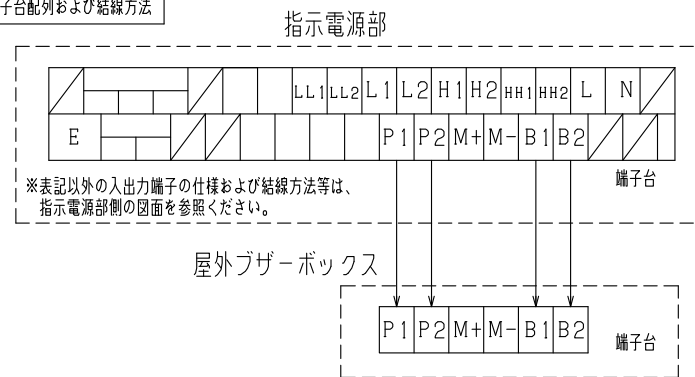 子台配列および結線方法
指示電源部
LL1 LL2 L1 L2 H1 H2 HH1 HH2 L N
E P1 P2 M+ M- B1 B2
端子台
※表記以外の入出力端子の仕様および結線方法等は、
指示電源部側の図面を参照ください。
屋外ブザーボックス
P1 P2 M+ M- B1 B2
端子台